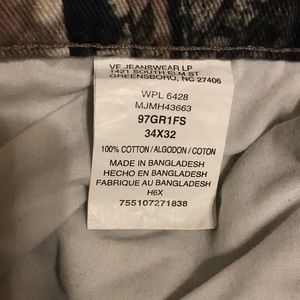 VF JEANSWEAR LP
1421 SOUTH ELM ST
GREENSBORO, NC 27406
WPL 6428
MJMH43663
97GR1FS
34X32
100% COTTON / ALGODON / COTON
MADE IN BANGLADESH
HECHO EN BANGLADESH
FABRIQUE AU BANGLADESH
H6X
755107271838